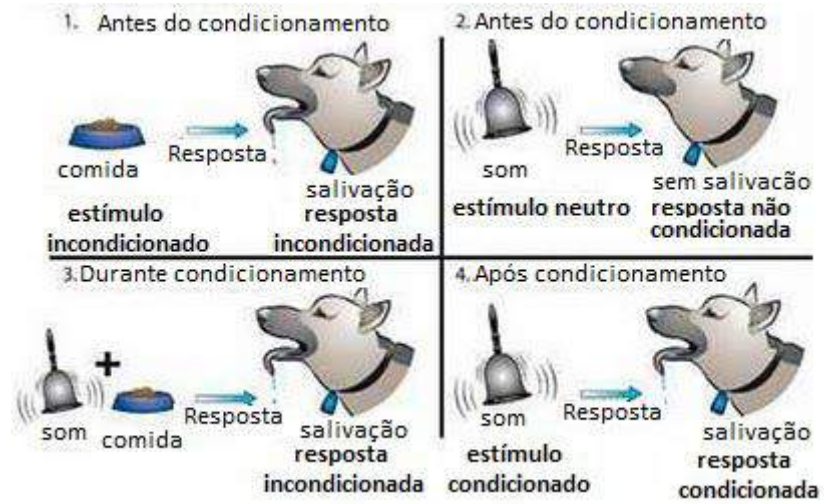 1. Antes do condicionamento
comida
Resposta
salivação
estímulo
incondicionado
resposta
incondicionada
2. Antes do condicionamento
som
Resposta
sem salivacão
estímulo neutro
resposta não
condicionada
3. Durante condicionamento
+
som
comida
Resposta
salivação
resposta
incondicionada
4. Após condicionamento
som
Resposta
salivação
estímulo
condicionado
resposta
condicionada